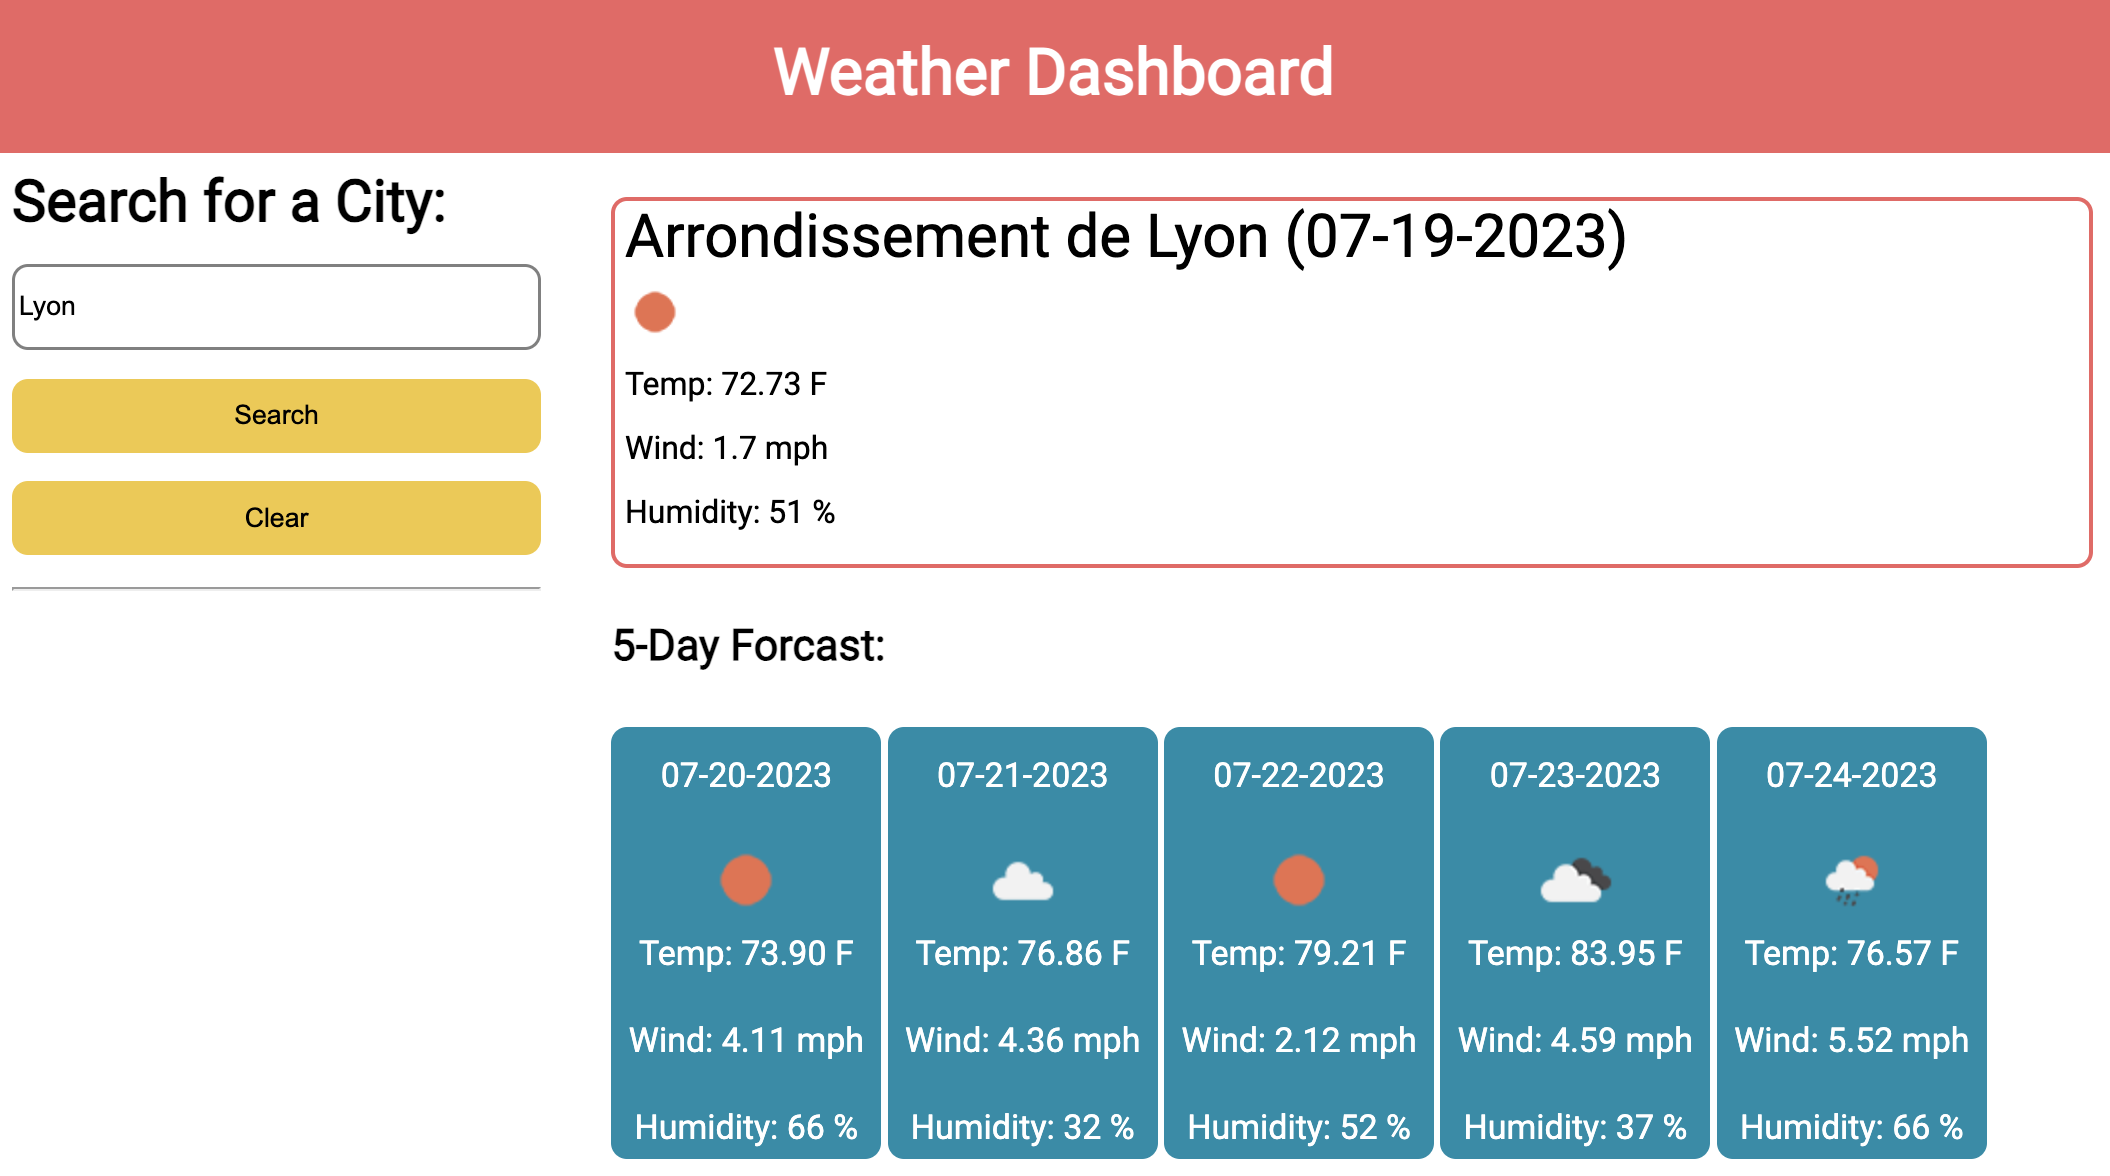 Weather Dashboard
Search for a City:
Lyon
Search
Clear
Arrondissement de Lyon (07-19-2023)
Temp: 72.73 F
Wind: 1.7 mph
Humidity: 51 %
5-Day Forcast:
07-20-2023
Temp: 73.90 F
Wind: 4.11 mph
Humidity: 66 %
07-21-2023
Temp: 76.86 F
Wind: 4.36 mph
Humidity: 32 %
07-22-2023
Temp: 79.21 F
Wind: 2.12 mph
Humidity: 52 %
07-23-2023
Temp: 83.95 F
Wind: 4.59 mph
Humidity: 37 %
07-24-2023
Temp: 76.57 F
Wind: 5.52 mph
Humidity: 66 %